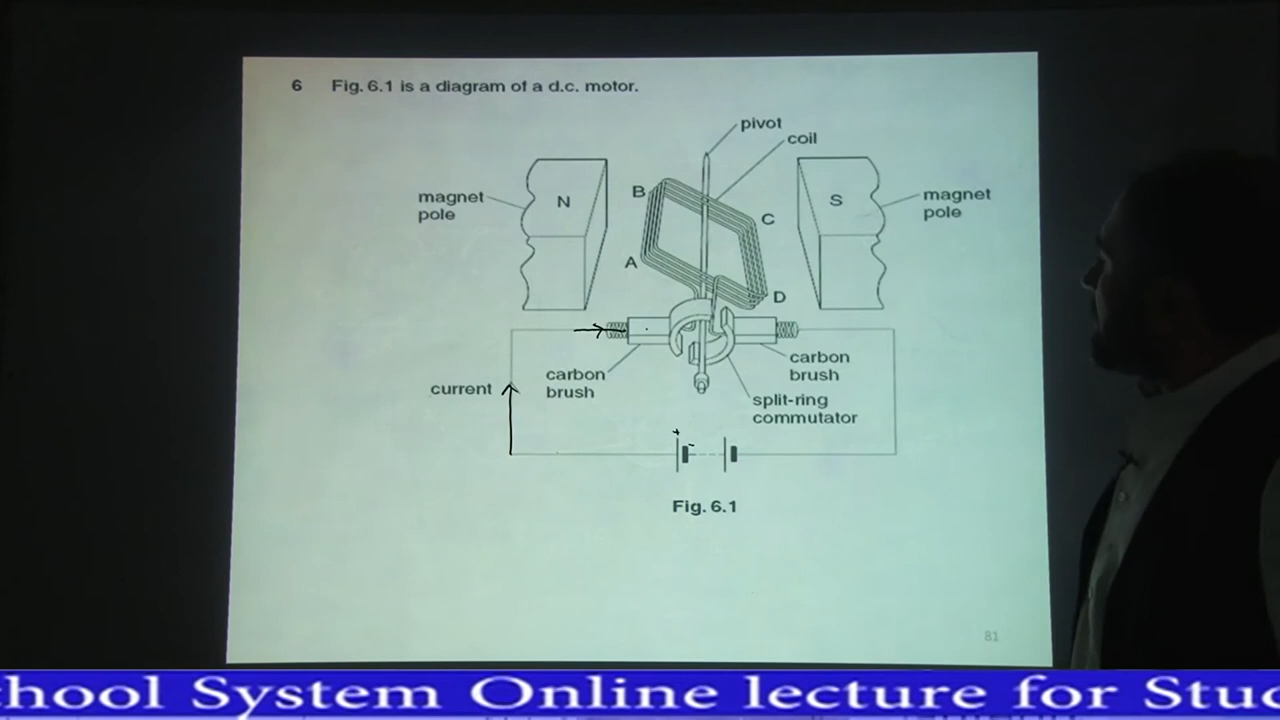 6 Fig. 6.1 is a diagram of a d.c. motor.
pivot
coil
magnet
pole
N
B
C
S
magnet
pole
A
D
carbon
brush
carbon
brush
current
split-ring
commutator
+
-
Fig. 6.1
81
chool System Online lecture for Stud